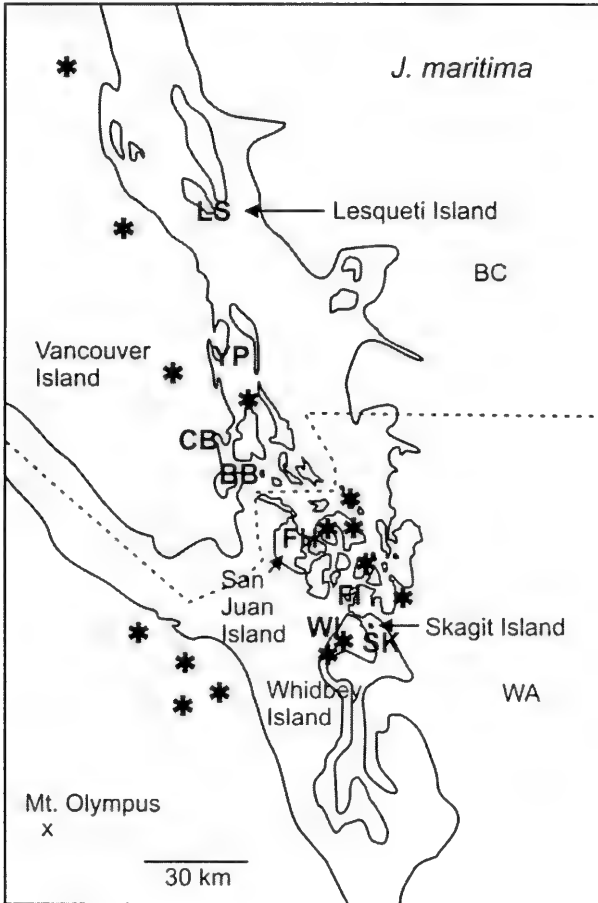 J. maritima
LS
Lesqueti Island
BC
Vancouver
Island
YP
CB
BB
FH
San
Juan
Island
FI
WI
SK
Skagit Island
Whidbey
Island
WA
Mt. Olympus
x
30 km